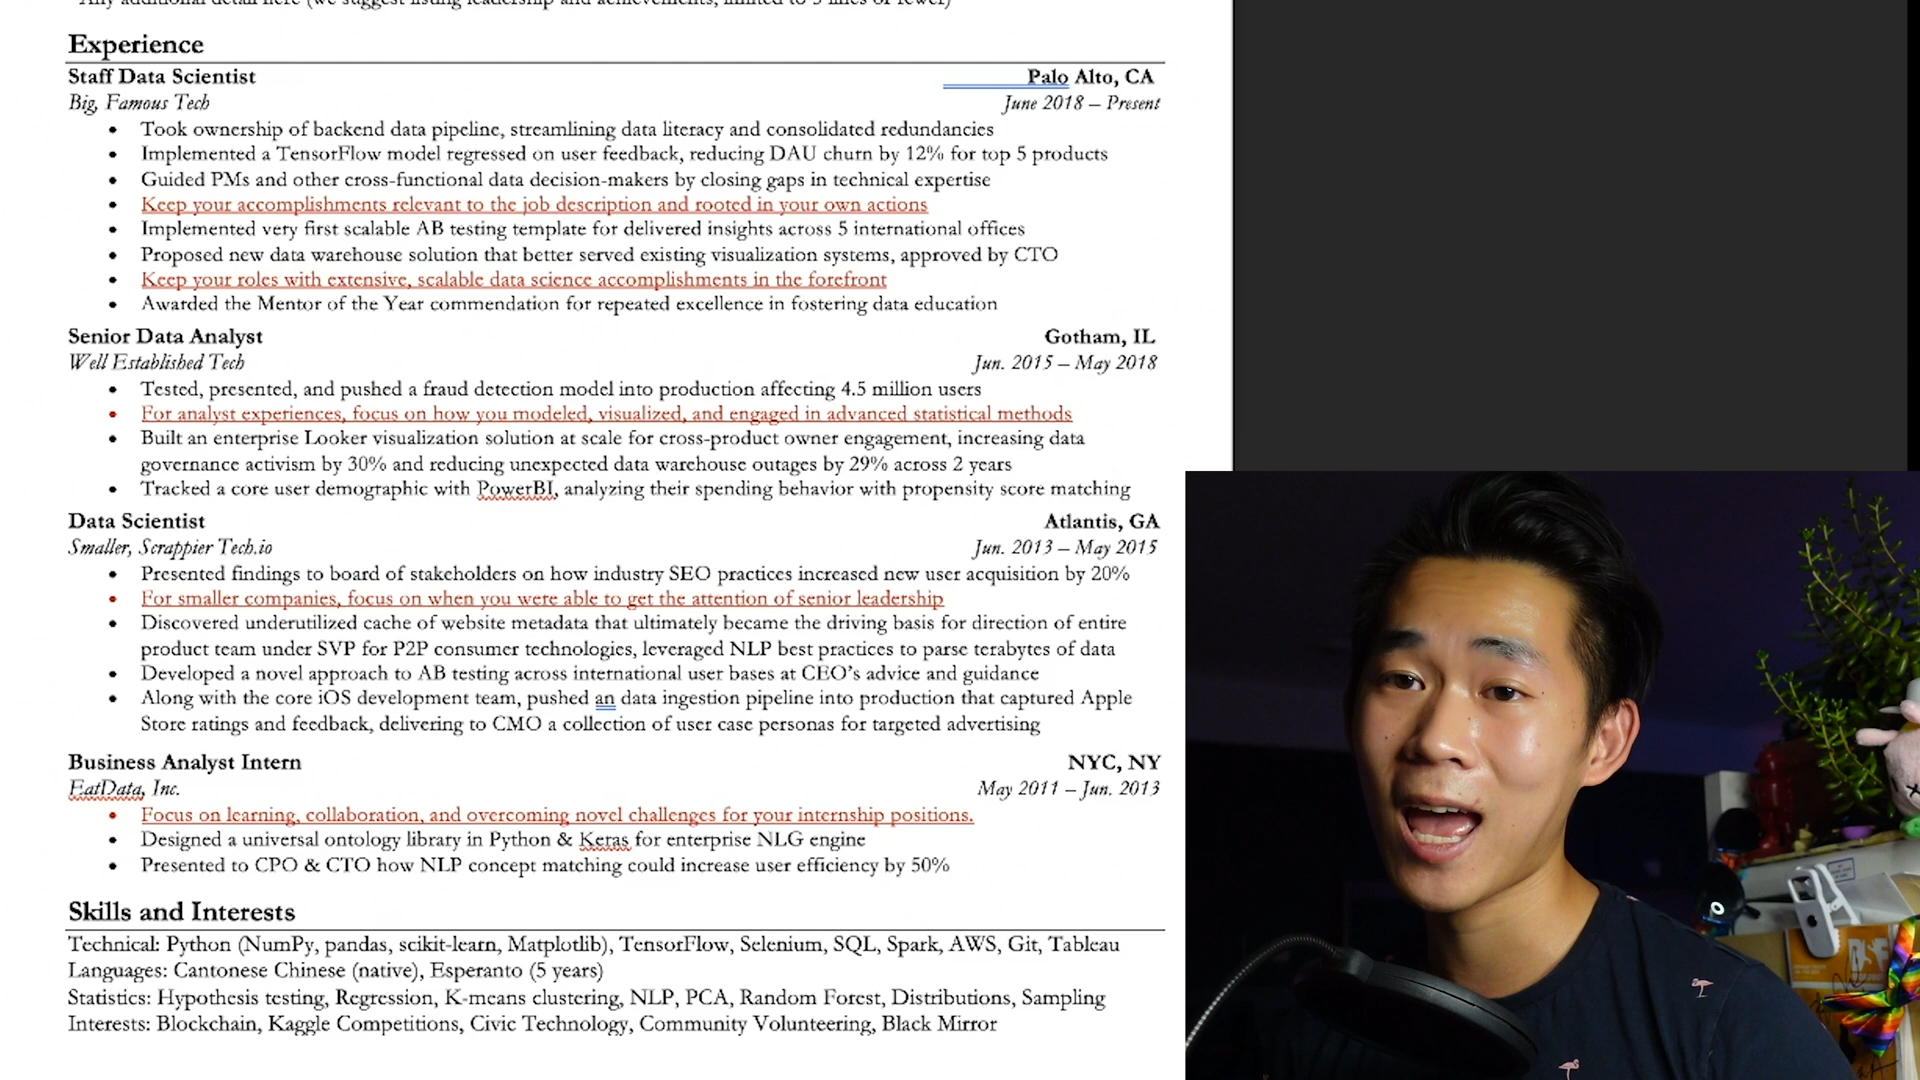 Any additional detail here (we suggest listing leadership and achievements, limited to 3 lines or fewer)
Experience
Staff Data Scientist Palo Alto, CA
Big, Famous Tech June 2018 – Present
• Took ownership of backend data pipeline, streamlining data literacy and consolidated redundancies
• Implemented a TensorFlow model regressed on user feedback, reducing DAU churn by 12% for top 5 products
• Guided PMs and other cross-functional data decision-makers by closing gaps in technical expertise
• Keep your accomplishments relevant to the job description and rooted in your own actions
• Implemented very first scalable AB testing template for delivered insights across 5 international offices
• Proposed new data warehouse solution that better served existing visualization systems, approved by CTO
• Keep your roles with extensive, scalable data science accomplishments in the forefront
• Awarded the Mentor of the Year commendation for repeated excellence in fostering data education
Senior Data Analyst Gotham, IL
Well Established Tech Jun. 2015 – May 2018
• Tested, presented, and pushed a fraud detection model into production affecting 4.5 million users
• For analyst experiences, focus on how you modeled, visualized, and engaged in advanced statistical methods
• Built an enterprise Looker visualization solution at scale for cross-product owner engagement, increasing data
governance activism by 30% and reducing unexpected data warehouse outages by 29% across 2 years
• Tracked a core user demographic with PowerBI, analyzing their spending behavior with propensity score matching
Data Scientist Atlantis, GA
Smaller, Scrappier Tech.io Jun. 2013 – May 2015
• Presented findings to board of stakeholders on how industry SEO practices increased new user acquisition by 20%
• For smaller companies, focus on when you were able to get the attention of senior leadership
• Discovered underutilized cache of website metadata that ultimately became the driving basis for direction of entire
product team under SVP for P2P consumer technologies, leveraged NLP best practices to parse terabytes of data
• Developed a novel approach to AB testing across international user bases at CEO's advice and guidance
• Along with the core iOS development team, pushed an data ingestion pipeline into production that captured Apple
Store ratings and feedback, delivering to CMO a collection of user case personas for targeted advertising
Business Analyst Intern NYC, NY
EatData, Inc. May 2011 – Jun. 2013
• Focus on learning, collaboration, and overcoming novel challenges for your internship positions.
• Designed a universal ontology library in Python & Keras for enterprise NLG engine
• Presented to CPO & CTO how NLP concept matching could increase user efficiency by 50%
Skills and Interests
Technical: Python (NumPy, pandas, scikit-learn, Matplotlib), TensorFlow, Selenium, SQL, Spark, AWS, Git, Tableau
Languages: Cantonese Chinese (native), Esperanto (5 years)
Statistics: Hypothesis testing, Regression, K-means clustering, NLP, PCA, Random Forest, Distributions, Sampling
Interests: Blockchain, Kaggle Competitions, Civic Technology, Community Volunteering, Black Mirror